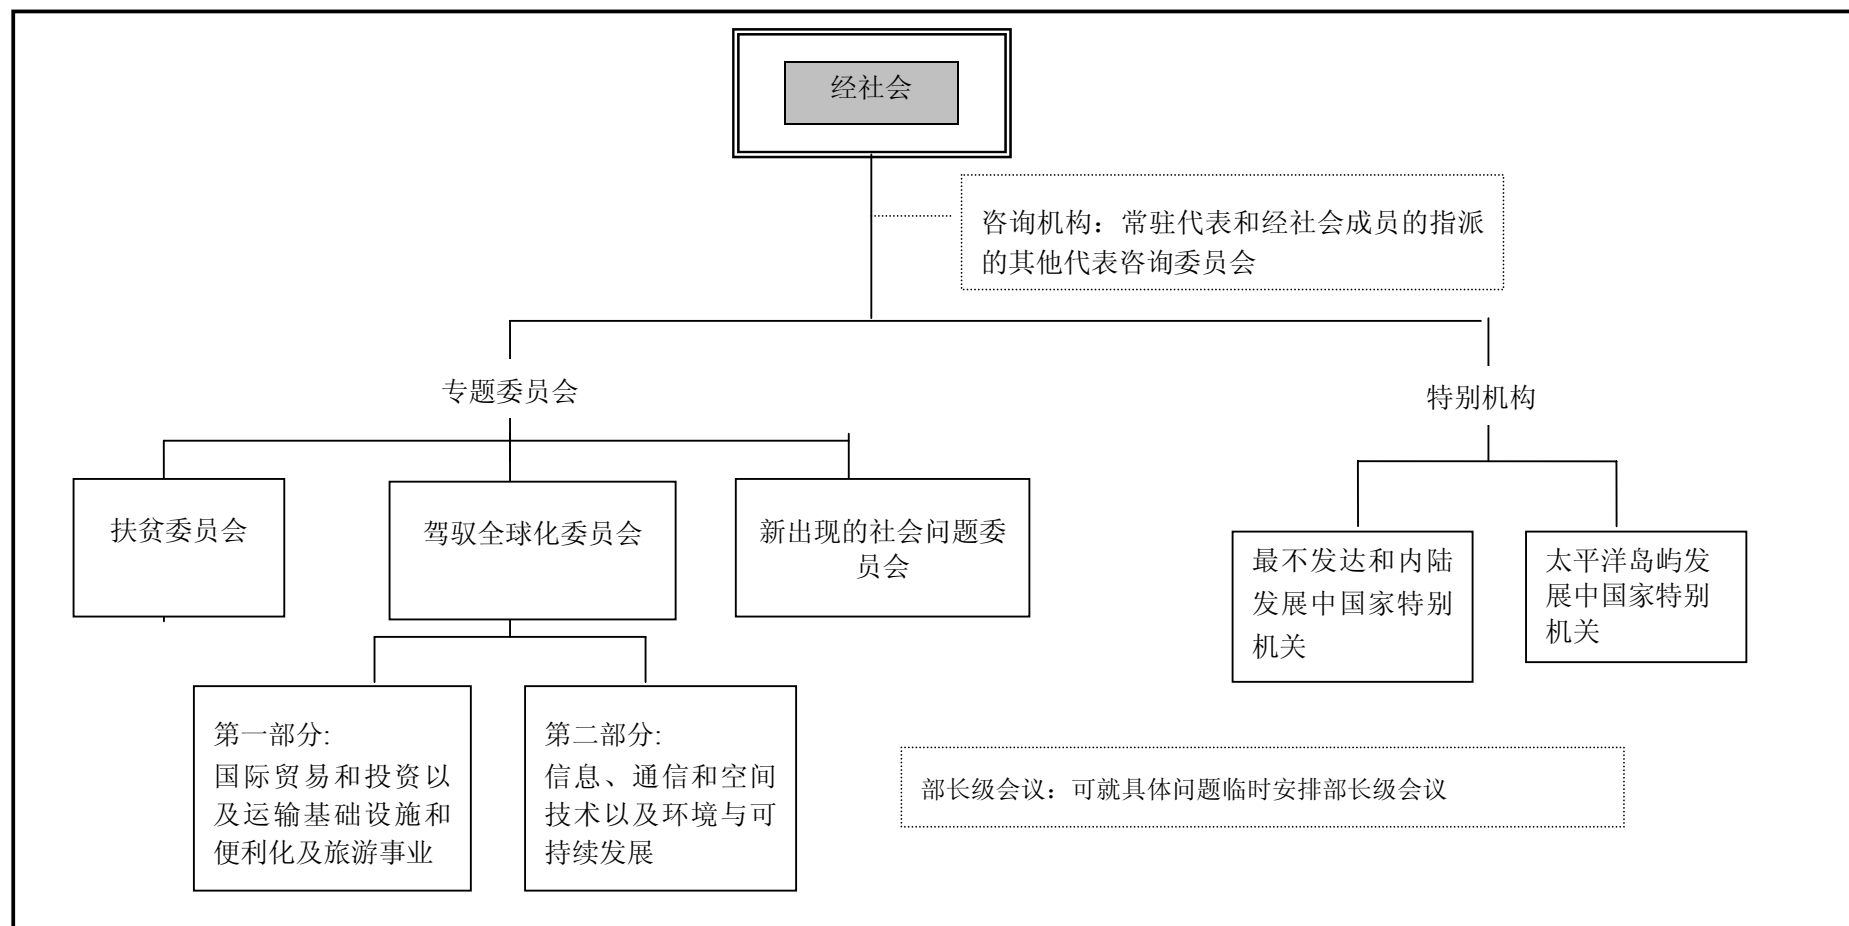 经社会
咨询机构：常驻代表和经社会成员的指派
的其他代表咨询委员会
专题委员会
特别机构
扶贫委员会
驾驭全球化委员会
新出现的社会问题委
员会
最不发达和内陆
发展中国家特别
机关
太平洋岛屿发
展中国家特别
机关
第一部分:
国际贸易和投资以
及运输基础设施和
便利化及旅游事业
第二部分:
信息、通信和空间
技术以及环境与可
持续发展
部长级会议：可就具体问题临时安排部长级会议